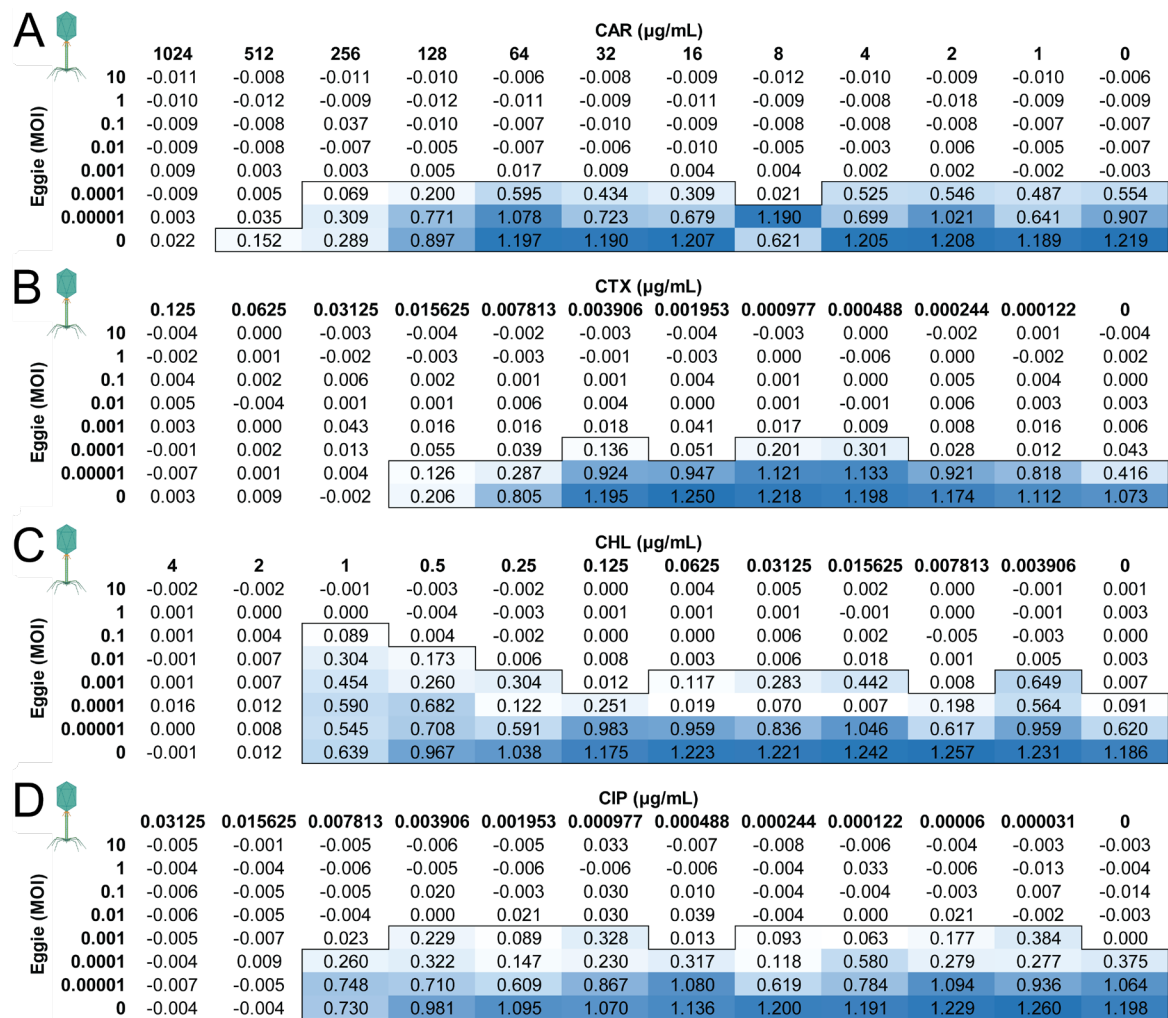 A
CAR (µg/mL)
1024 512 256 128 64 32 16 8 4 2 1 0
Eggie (MOI)
10 -0.011 -0.008 -0.011 -0.010 -0.006 -0.008 -0.009 -0.012 -0.010 -0.009 -0.010 -0.006
1 -0.010 -0.012 -0.009 -0.012 -0.011 -0.009 -0.011 -0.009 -0.008 -0.018 -0.009 -0.009
0.1 -0.009 -0.008 0.037 -0.010 -0.007 -0.010 -0.009 -0.008 -0.008 -0.008 -0.007 -0.007
0.01 -0.009 -0.008 -0.007 -0.005 -0.007 -0.006 -0.010 -0.005 -0.003 0.006 -0.005 -0.003
0.001 0.009 0.003 0.003 0.005 0.017 0.009 0.004 0.004 0.002 0.002 -0.002 -0.003
0.0001 -0.009 0.005 0.069 0.200 0.595 0.434 0.309 0.021 0.525 0.546 0.487 0.554
0.00001 0.003 0.035 0.309 0.771 1.078 0.723 0.679 1.190 0.699 1.021 0.641 0.907
0 0.022 0.152 0.289 0.897 1.197 1.190 1.207 0.621 1.205 1.208 1.189 1.219
B
CTX (µg/mL)
0.125 0.0625 0.03125 0.015625 0.007813 0.003906 0.001953 0.000977 0.000488 0.000244 0.000122 0
Eggie (MOI)
10 -0.004 0.000 -0.003 -0.004 -0.002 -0.003 -0.004 -0.003 0.000 -0.002 0.001 -0.004
1 -0.002 0.001 -0.002 -0.003 -0.003 -0.001 -0.003 0.000 -0.006 0.000 -0.002 0.002
0.1 0.004 0.002 0.006 0.002 0.001 0.001 0.004 0.001 0.000 0.005 0.004 0.000
0.01 0.005 -0.004 0.001 0.001 0.006 0.004 0.000 0.001 -0.001 0.006 0.003 0.003
0.001 0.003 0.000 0.043 0.016 0.016 0.018 0.041 0.017 0.009 0.008 0.016 0.006
0.0001 -0.001 0.002 0.013 0.055 0.039 0.136 0.051 0.201 0.301 0.028 0.012 0.043
0.00001 -0.007 0.001 0.004 0.126 0.287 0.924 0.947 1.121 1.133 0.921 0.818 0.416
0 0.003 0.009 -0.002 0.206 0.805 1.195 1.250 1.218 1.198 1.174 1.112 1.073
C
CHL (µg/mL)
4 2 1 0.5 0.25 0.125 0.0625 0.03125 0.015625 0.007813 0.003906 0
Eggie (MOI)
10 -0.002 -0.002 -0.001 -0.003 -0.002 0.000 0.004 0.005 0.002 0.000 -0.001 0.001
1 0.001 0.000 0.000 -0.004 -0.003 0.001 0.001 0.001 -0.001 0.000 -0.001 0.003
0.1 0.001 0.004 0.089 0.004 -0.002 0.000 0.000 0.006 0.002 -0.005 -0.003 0.000
0.01 -0.001 0.007 0.304 0.173 0.006 0.008 0.003 0.006 0.018 0.001 0.005 0.003
0.001 0.001 0.007 0.454 0.260 0.304 0.012 0.117 0.283 0.442 0.008 0.649 0.007
0.0001 0.016 0.012 0.590 0.682 0.122 0.251 0.019 0.070 0.007 0.198 0.564 0.091
0.00001 0.000 0.008 0.545 0.708 0.591 0.983 0.959 0.836 1.046 0.617 0.959 0.620
0 -0.001 0.012 0.639 0.967 1.038 1.175 1.223 1.221 1.242 1.257 1.231 1.186
D
CIP (µg/mL)
0.03125 0.015625 0.007813 0.003906 0.001953 0.000977 0.000488 0.000244 0.000122 0.00006 0.000031 0
Eggie (MOI)
10 -0.005 -0.001 -0.005 -0.006 -0.005 0.033 -0.007 -0.008 -0.006 -0.004 -0.003 -0.003
1 -0.004 -0.004 -0.006 -0.005 -0.006 -0.006 -0.006 -0.004 0.033 -0.006 -0.013 -0.004
0.1 -0.006 -0.005 -0.005 0.020 -0.003 0.030 0.010 -0.004 -0.004 -0.003 0.007 -0.014
0.01 -0.006 -0.005 -0.004 0.000 0.021 0.030 0.039 -0.004 0.000 0.021 -0.002 -0.003
0.001 -0.005 -0.007 0.023 0.229 0.089 0.328 0.013 0.093 0.063 0.177 0.384 0.000
0.0001 -0.004 0.009 0.260 0.322 0.147 0.230 0.317 0.118 0.580 0.279 0.277 0.375
0.00001 -0.007 -0.005 0.748 0.710 0.609 0.867 1.080 0.619 0.784 1.094 0.936 1.064
0 -0.004 -0.004 0.730 0.981 1.095 1.070 1.136 1.200 1.191 1.229 1.260 1.198